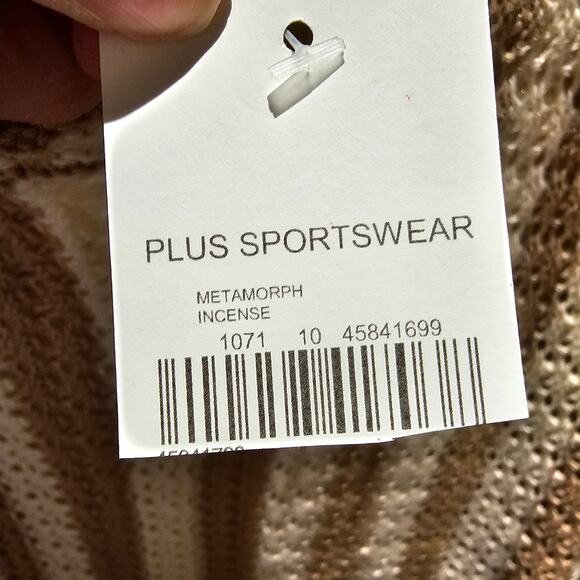 PLUS SPORTSWEAR
METAMORPH
INCENSE
1071 10 45841699